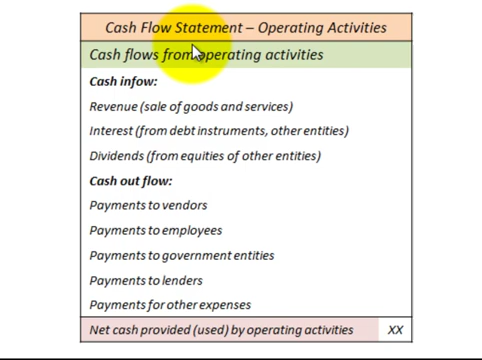 Cash Flow Statement – Operating Activities
Cash flows from operating activities
Cash infow:
Revenue (sale of goods and services)
Interest (from debt instruments, other entities)
Dividends (from equities of other entities)
Cash out flow:
Payments to vendors
Payments to employees
Payments to government entities
Payments to lenders
Payments for other expenses
Net cash provided (used) by operating activities XX